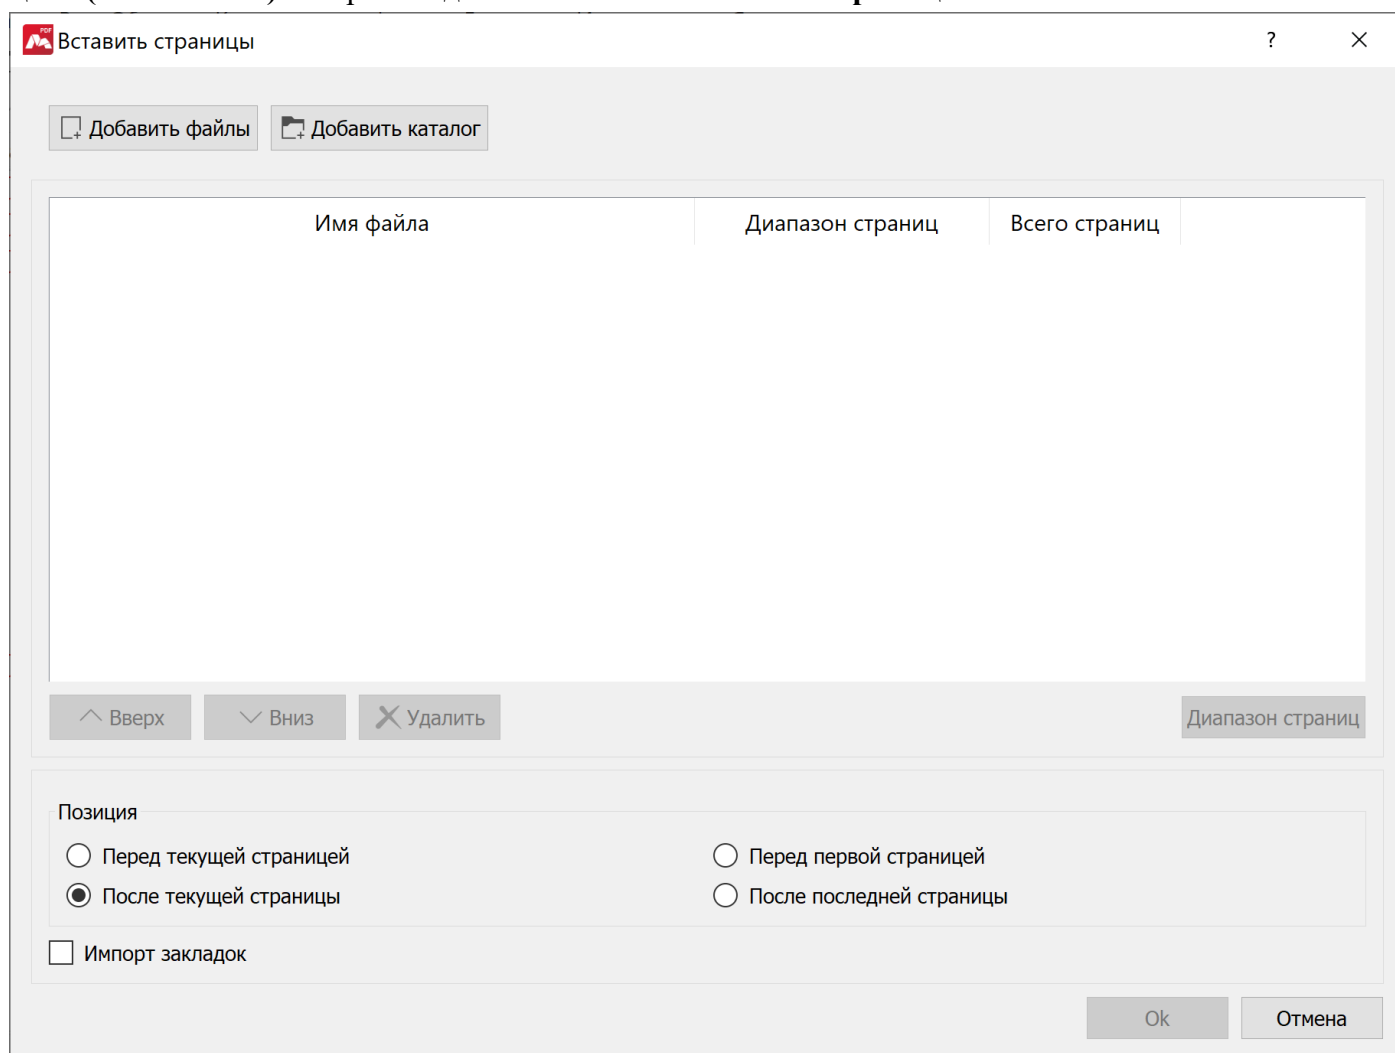 PDF
Вставить страницы ?
Добавить файлы Добавить каталог
Имя файла Диапазон страниц Всего страниц
Вверх Вниз Удалить Диапазон страниц
Позиция
Перед текущей страницей Перед первой страницей
После текущей страницы После последней страницы
Импорт закладок
Ok Отмена